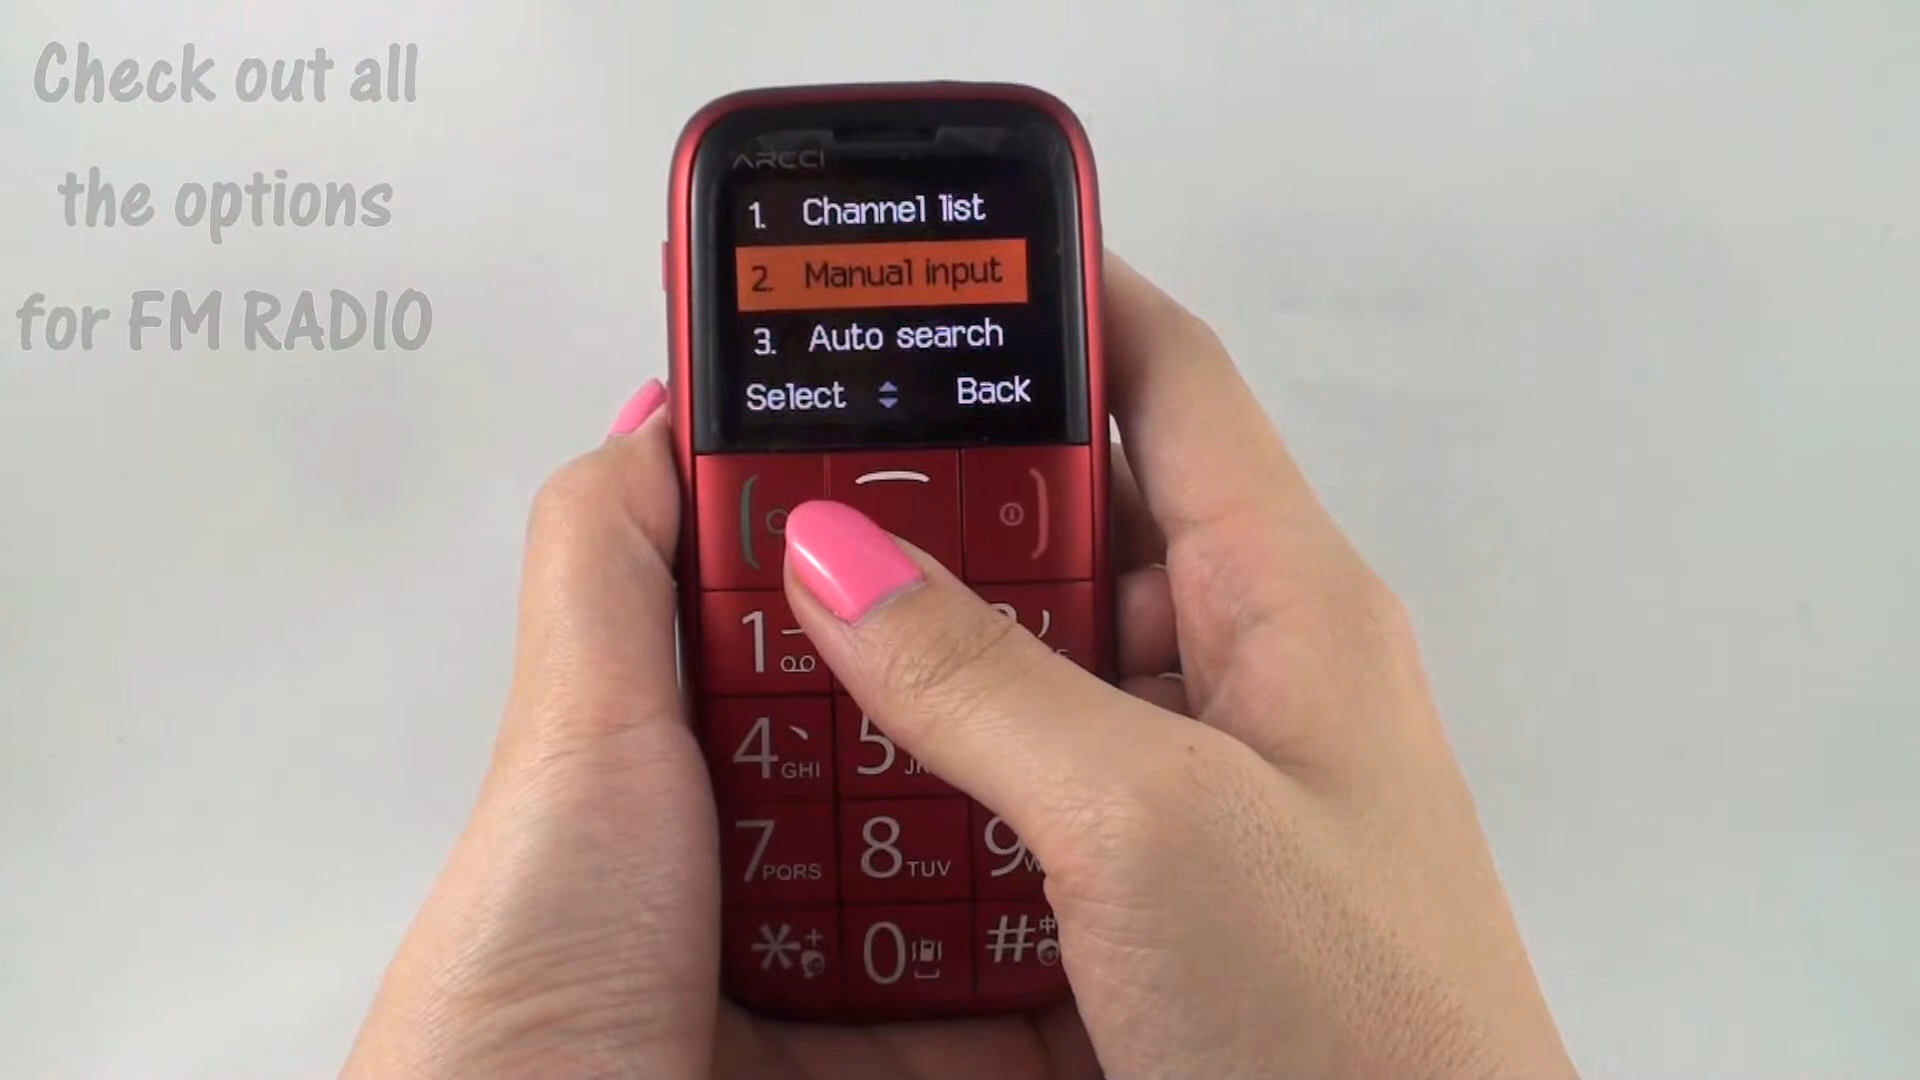 Check out all
the options
for FM RADIO
ARCCI
1. Channel list
2. Manual input
3. Auto search
Select Back
1
4 GHI
5
7 PQRS
8 TUV
9
* +
0
# 中